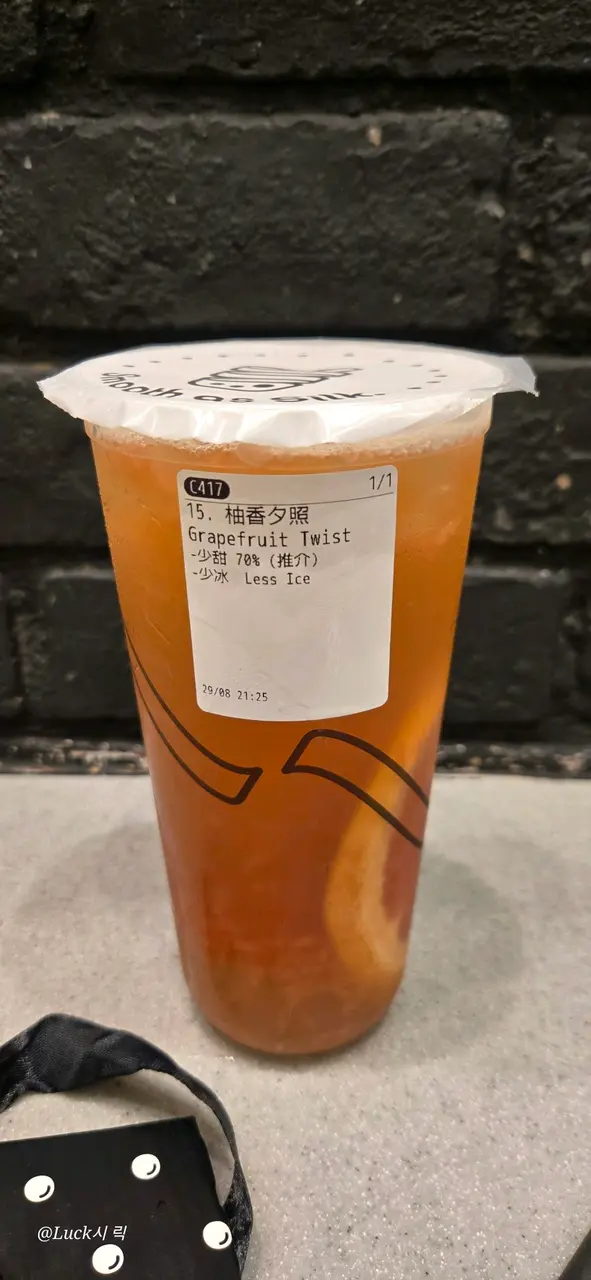 Smooth as Silk.
C417 1/1
15. 柚香夕照
Grapefruit Twist
-少甜 70% (推介)
-少冰 Less Ice
29/08 21:25
@Luck시 릭